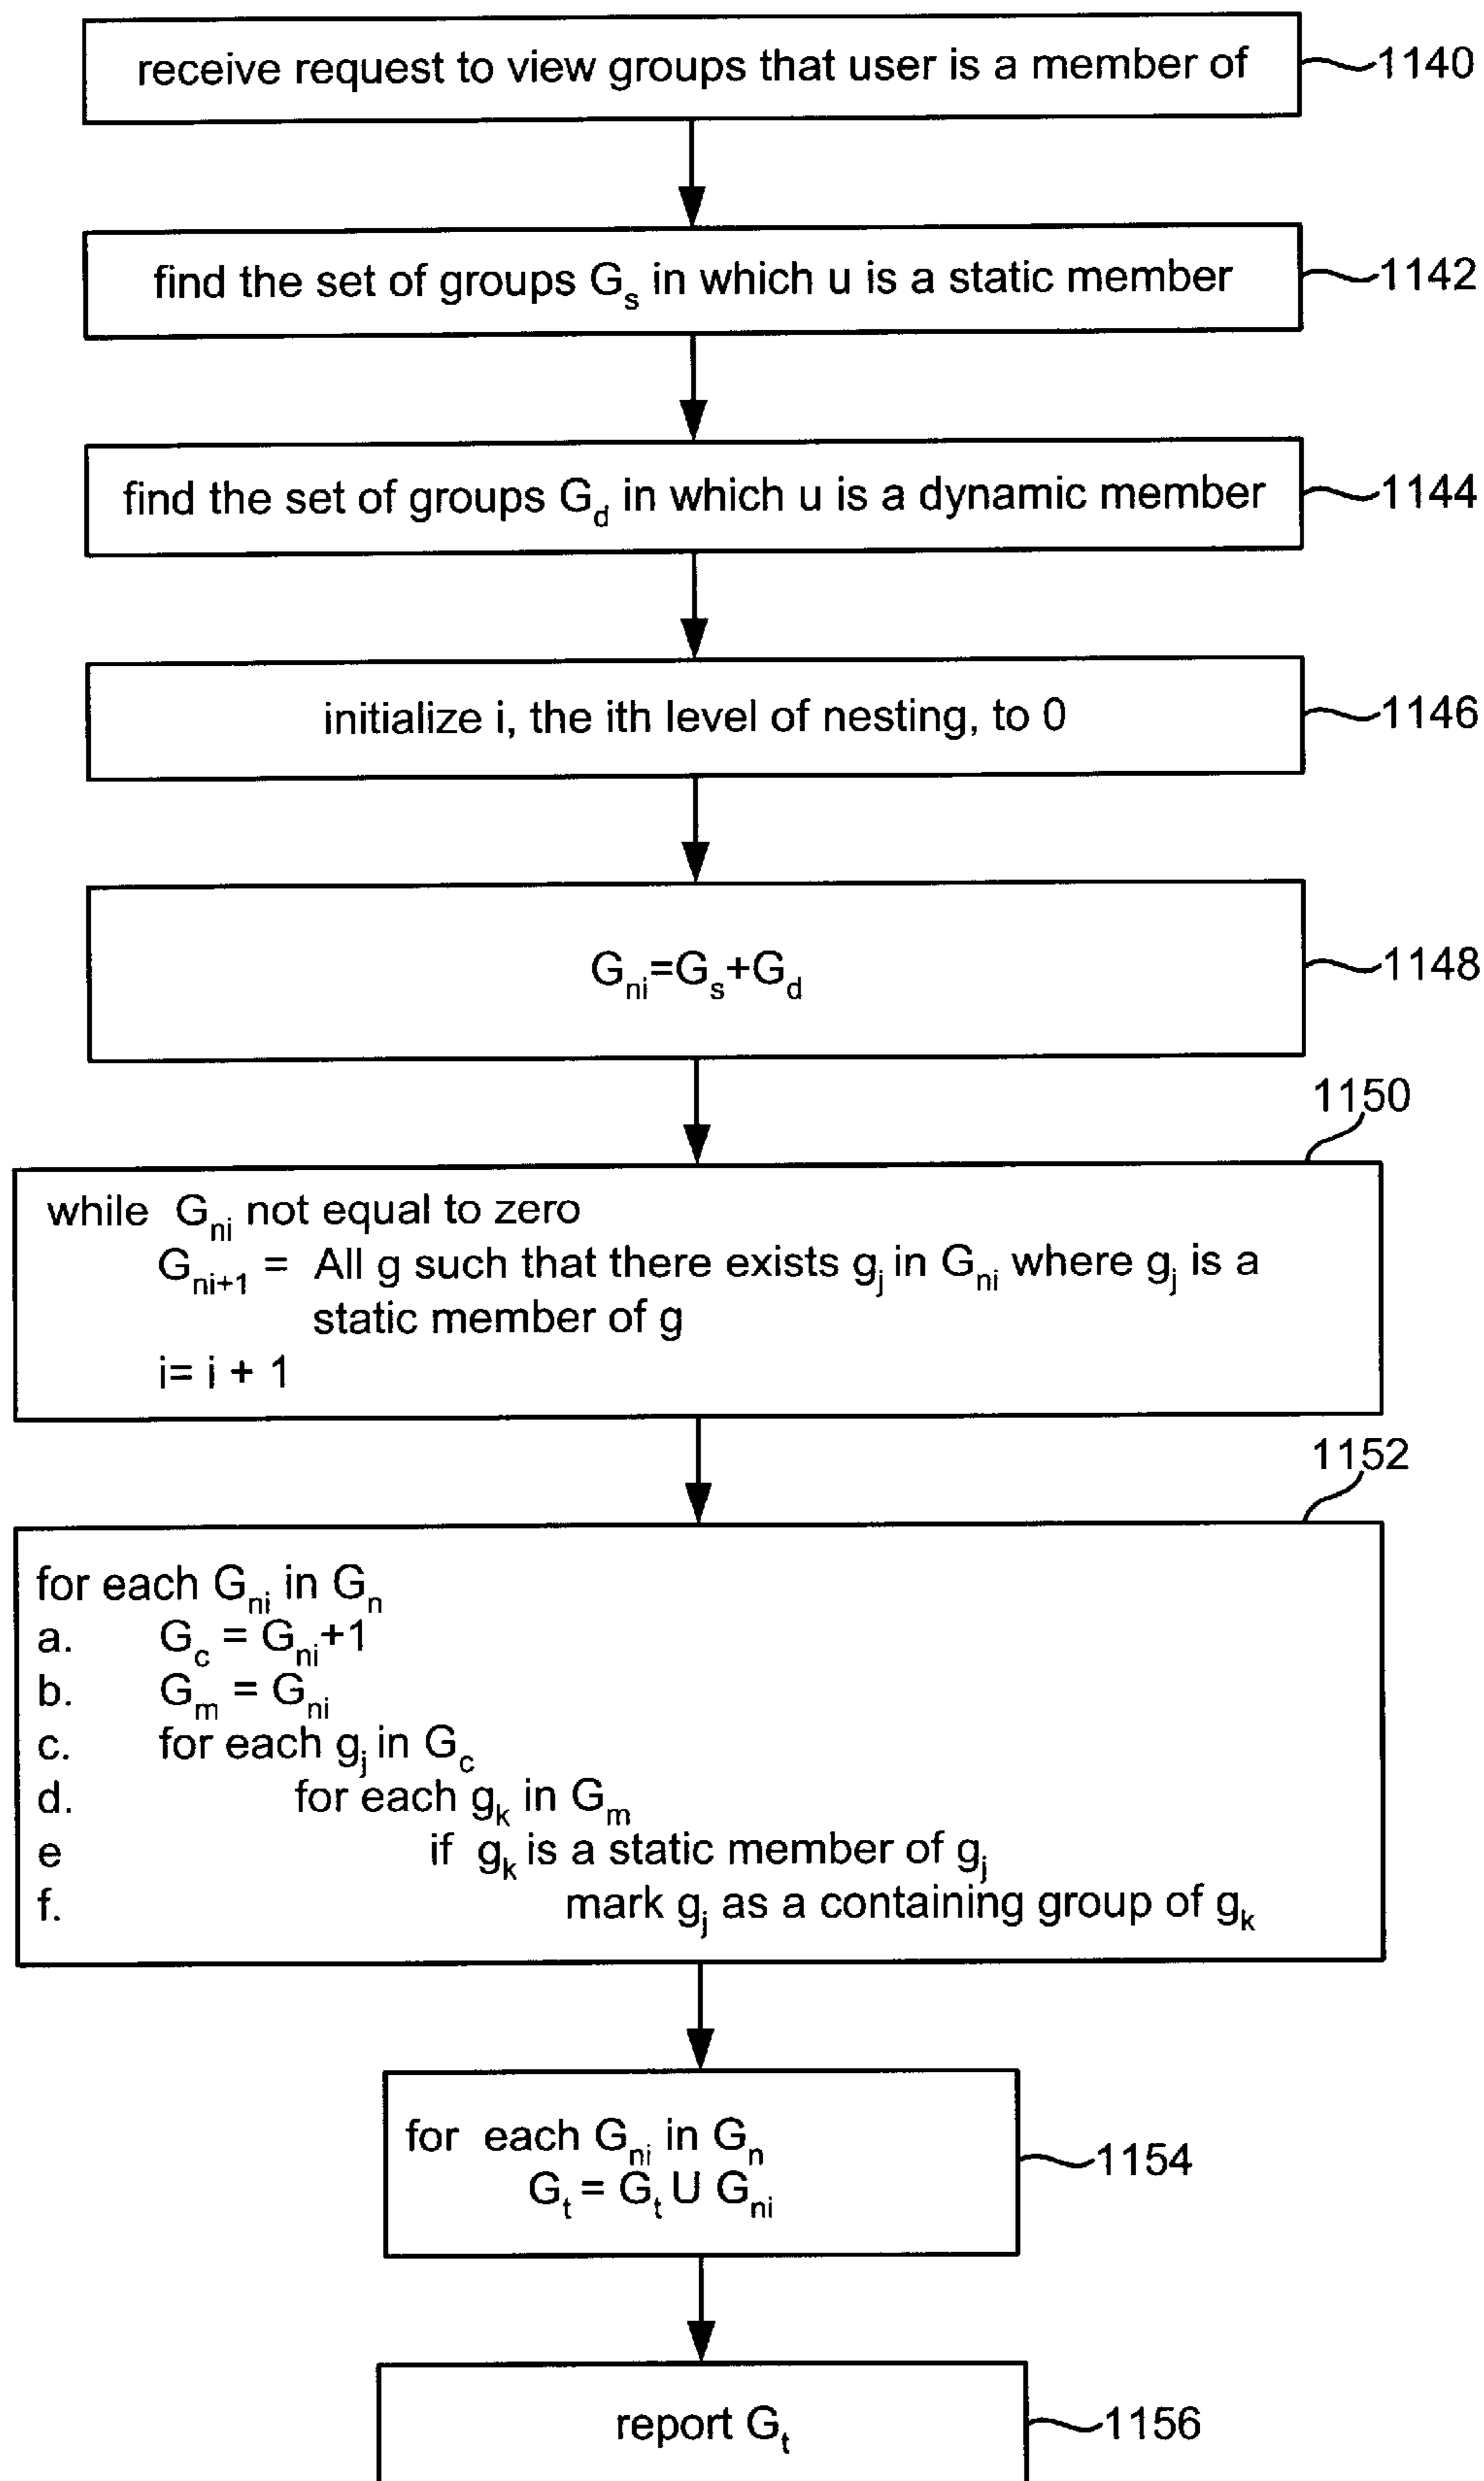 receive request to view groups that user is a member of 1140
find the set of groups Gs in which u is a static member 1142
find the set of groups Gd in which u is a dynamic member 1144
initialize i, the ith level of nesting, to 0 1146
Gni=Gs+Gd 1148
1150
while Gni not equal to zero
Gni+1 = All g such that there exists gj in Gni where gj is a
static member of g
i= i + 1
1152
for each Gni in Gn
a. Gc = Gni+1
b. Gm = Gni
c. for each gj in Gc
d. for each gk in Gm
e if gk is a static member of gj
f. mark gj as a containing group of gk
for each Gni in Gn
Gt = Gt U Gni
1154
report Gt 1156